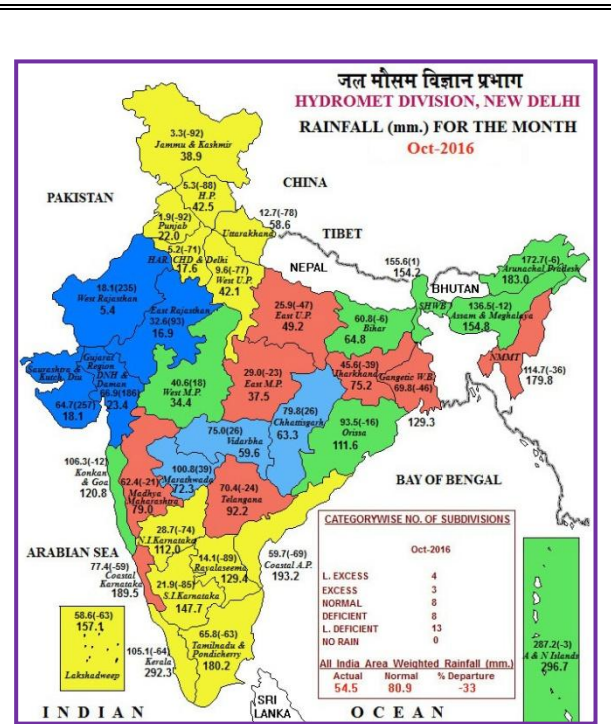 जल मौसम विज्ञान प्रभाग
HYDROMET DIVISION, NEW DELHI
RAINFALL (mm.) FOR THE MONTH
Oct-2016
3.3(-92)
Jammu & Kashmir
38.9
CHINA
5.3(-88)
H.P.
42.5
PAKISTAN
1.9(-92)
Punjab
22.0
12.7(-78)
Uttarakhand
58.6
TIBET
5.2(-71)
HAR. CHD & Delhi
17.6
9.6(-77)
West U.P.
42.1
NEPAL
155.6(1)
154.2
SHWB
BHUTAN
172.7(-6)
Arunachal Pradesh
183.0
18.1(235)
West Rajasthan
5.4
East Rajasthan
32.6(93)
16.9
25.9(-47)
East U.P.
49.2
60.8(-6)
Bihar
64.8
136.5(-12)
Assam & Meghalaya
154.8
NMMT
114.7(-36)
179.8
Saurashtra &
Kutch, Diu
64.7(257)
18.1
Gujarat
Region
DNH &
Daman
66.9(186)
23.4
40.6(18)
West M.P.
34.4
29.0(-23)
East M.P.
37.5
45.6(-39)
Jharkhand
75.2
Gangetic W.B.
69.8(-46)
129.3
79.8(26)
Chhattisgarh
63.3
75.0(26)
Vidarbha
59.6
93.5(-16)
Orissa
111.6
106.3(-12)
Konkan
& Goa
120.8
62.4(-21)
Madhya
Maharashtra
79.0
100.8(39)
Marathwada
72.3
70.4(-24)
Telangana
92.2
BAY OF BENGAL
ARABIAN SEA
28.7(-74)
N.I.Karnataka
112.0
14.1(-89)
Rayalaseema
129.4
59.7(-69)
Coastal A.P.
193.2
77.4(-59)
Coastal
Karnataka
189.5
21.9(-85)
S.I.Karnataka
147.7
58.6(-63)
157.1
Lakshadweep
105.1(-64)
Kerala
292.3
65.8(-63)
Tamilnadu &
Pondicherry
180.2
CATEGORYWISE NO. OF SUBDIVISIONS
Oct-2016
L. EXCESS 4
EXCESS 3
NORMAL 8
DEFICIENT 8
L. DEFICIENT 13
NO RAIN 0
All India Area Weighted Rainfall (mm.)
Actual Normal % Departure
54.5 80.9 -33
287.2(-3)
A & N Islands
296.7
SRI
LANKA
INDIAN OCEAN